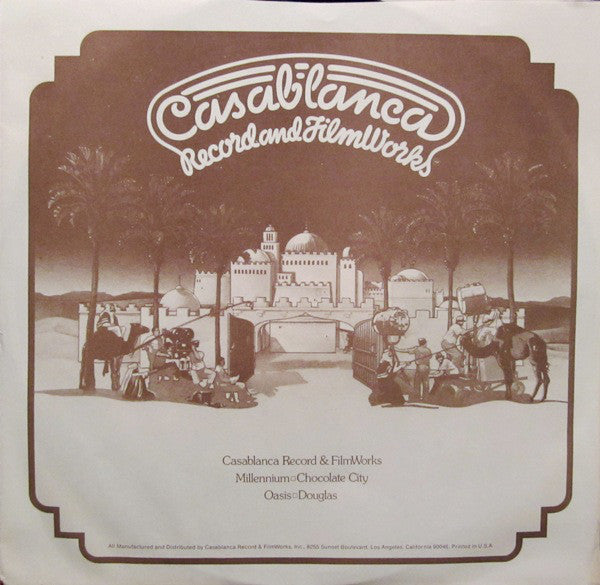 Casablanca
Record and FilmWorks
Casablanca Record & FilmWorks
Millennium○Chocolate City
Oasis○Douglas
All Manufactured and Distributed by Casablanca Record & FilmWorks, Inc., 8255 Sunset Boulevard, Los Angeles, California 90046, Printed in U.S.A.